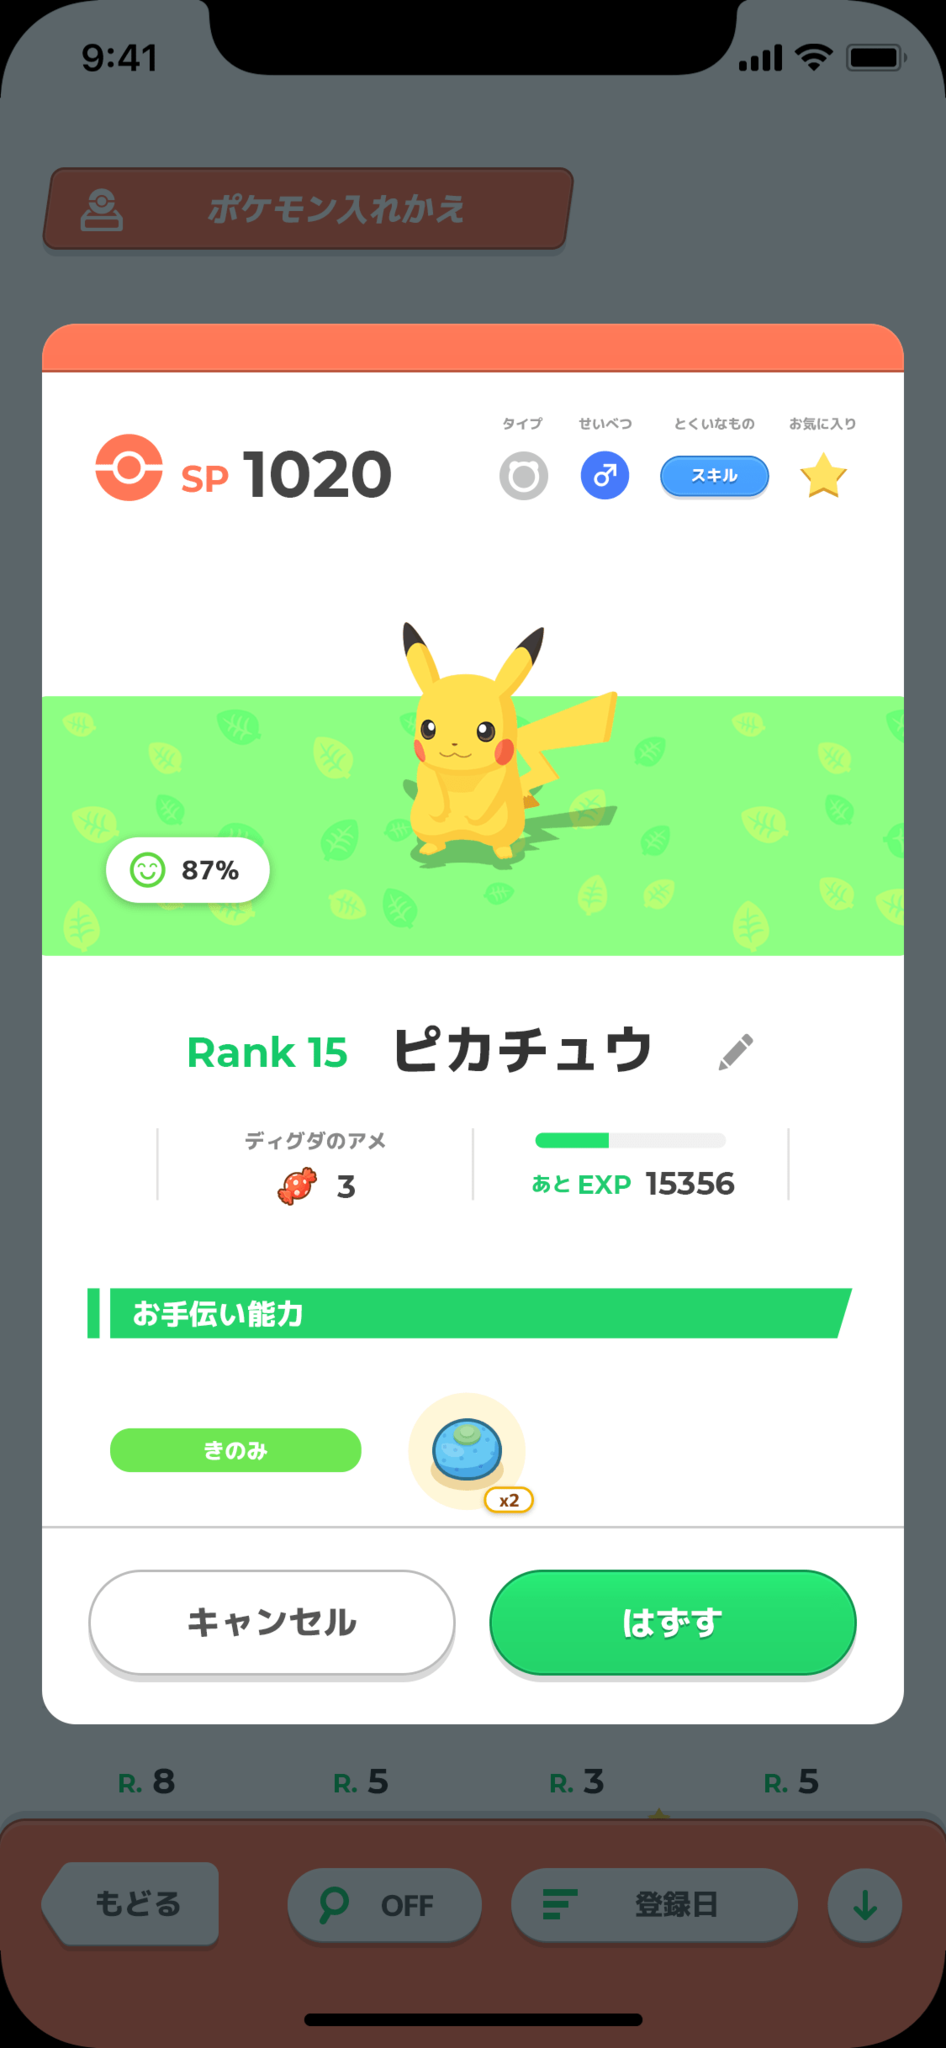 9:41
ポケモン入れかえ
タイプ せいべつ とくいなもの お気に入り
SP 1020 スキル
87%
Rank 15 ピカチュウ
ディグダのアメ
3 あと EXP 15356
お手伝い能力
きのみ
x2
キャンセル はずす
R. 8 R. 5 R. 3 R. 5
もどる OFF 登録日